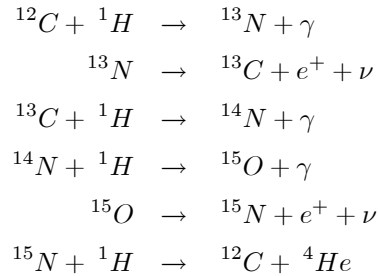 ¹²C + ¹H → ¹³N + γ
¹³N → ¹³C + e⁺ + ν
¹³C + ¹H → ¹⁴N + γ
¹⁴N + ¹H → ¹⁵O + γ
¹⁵O → ¹⁵N + e⁺ + ν
¹⁵N + ¹H → ¹²C + ⁴He